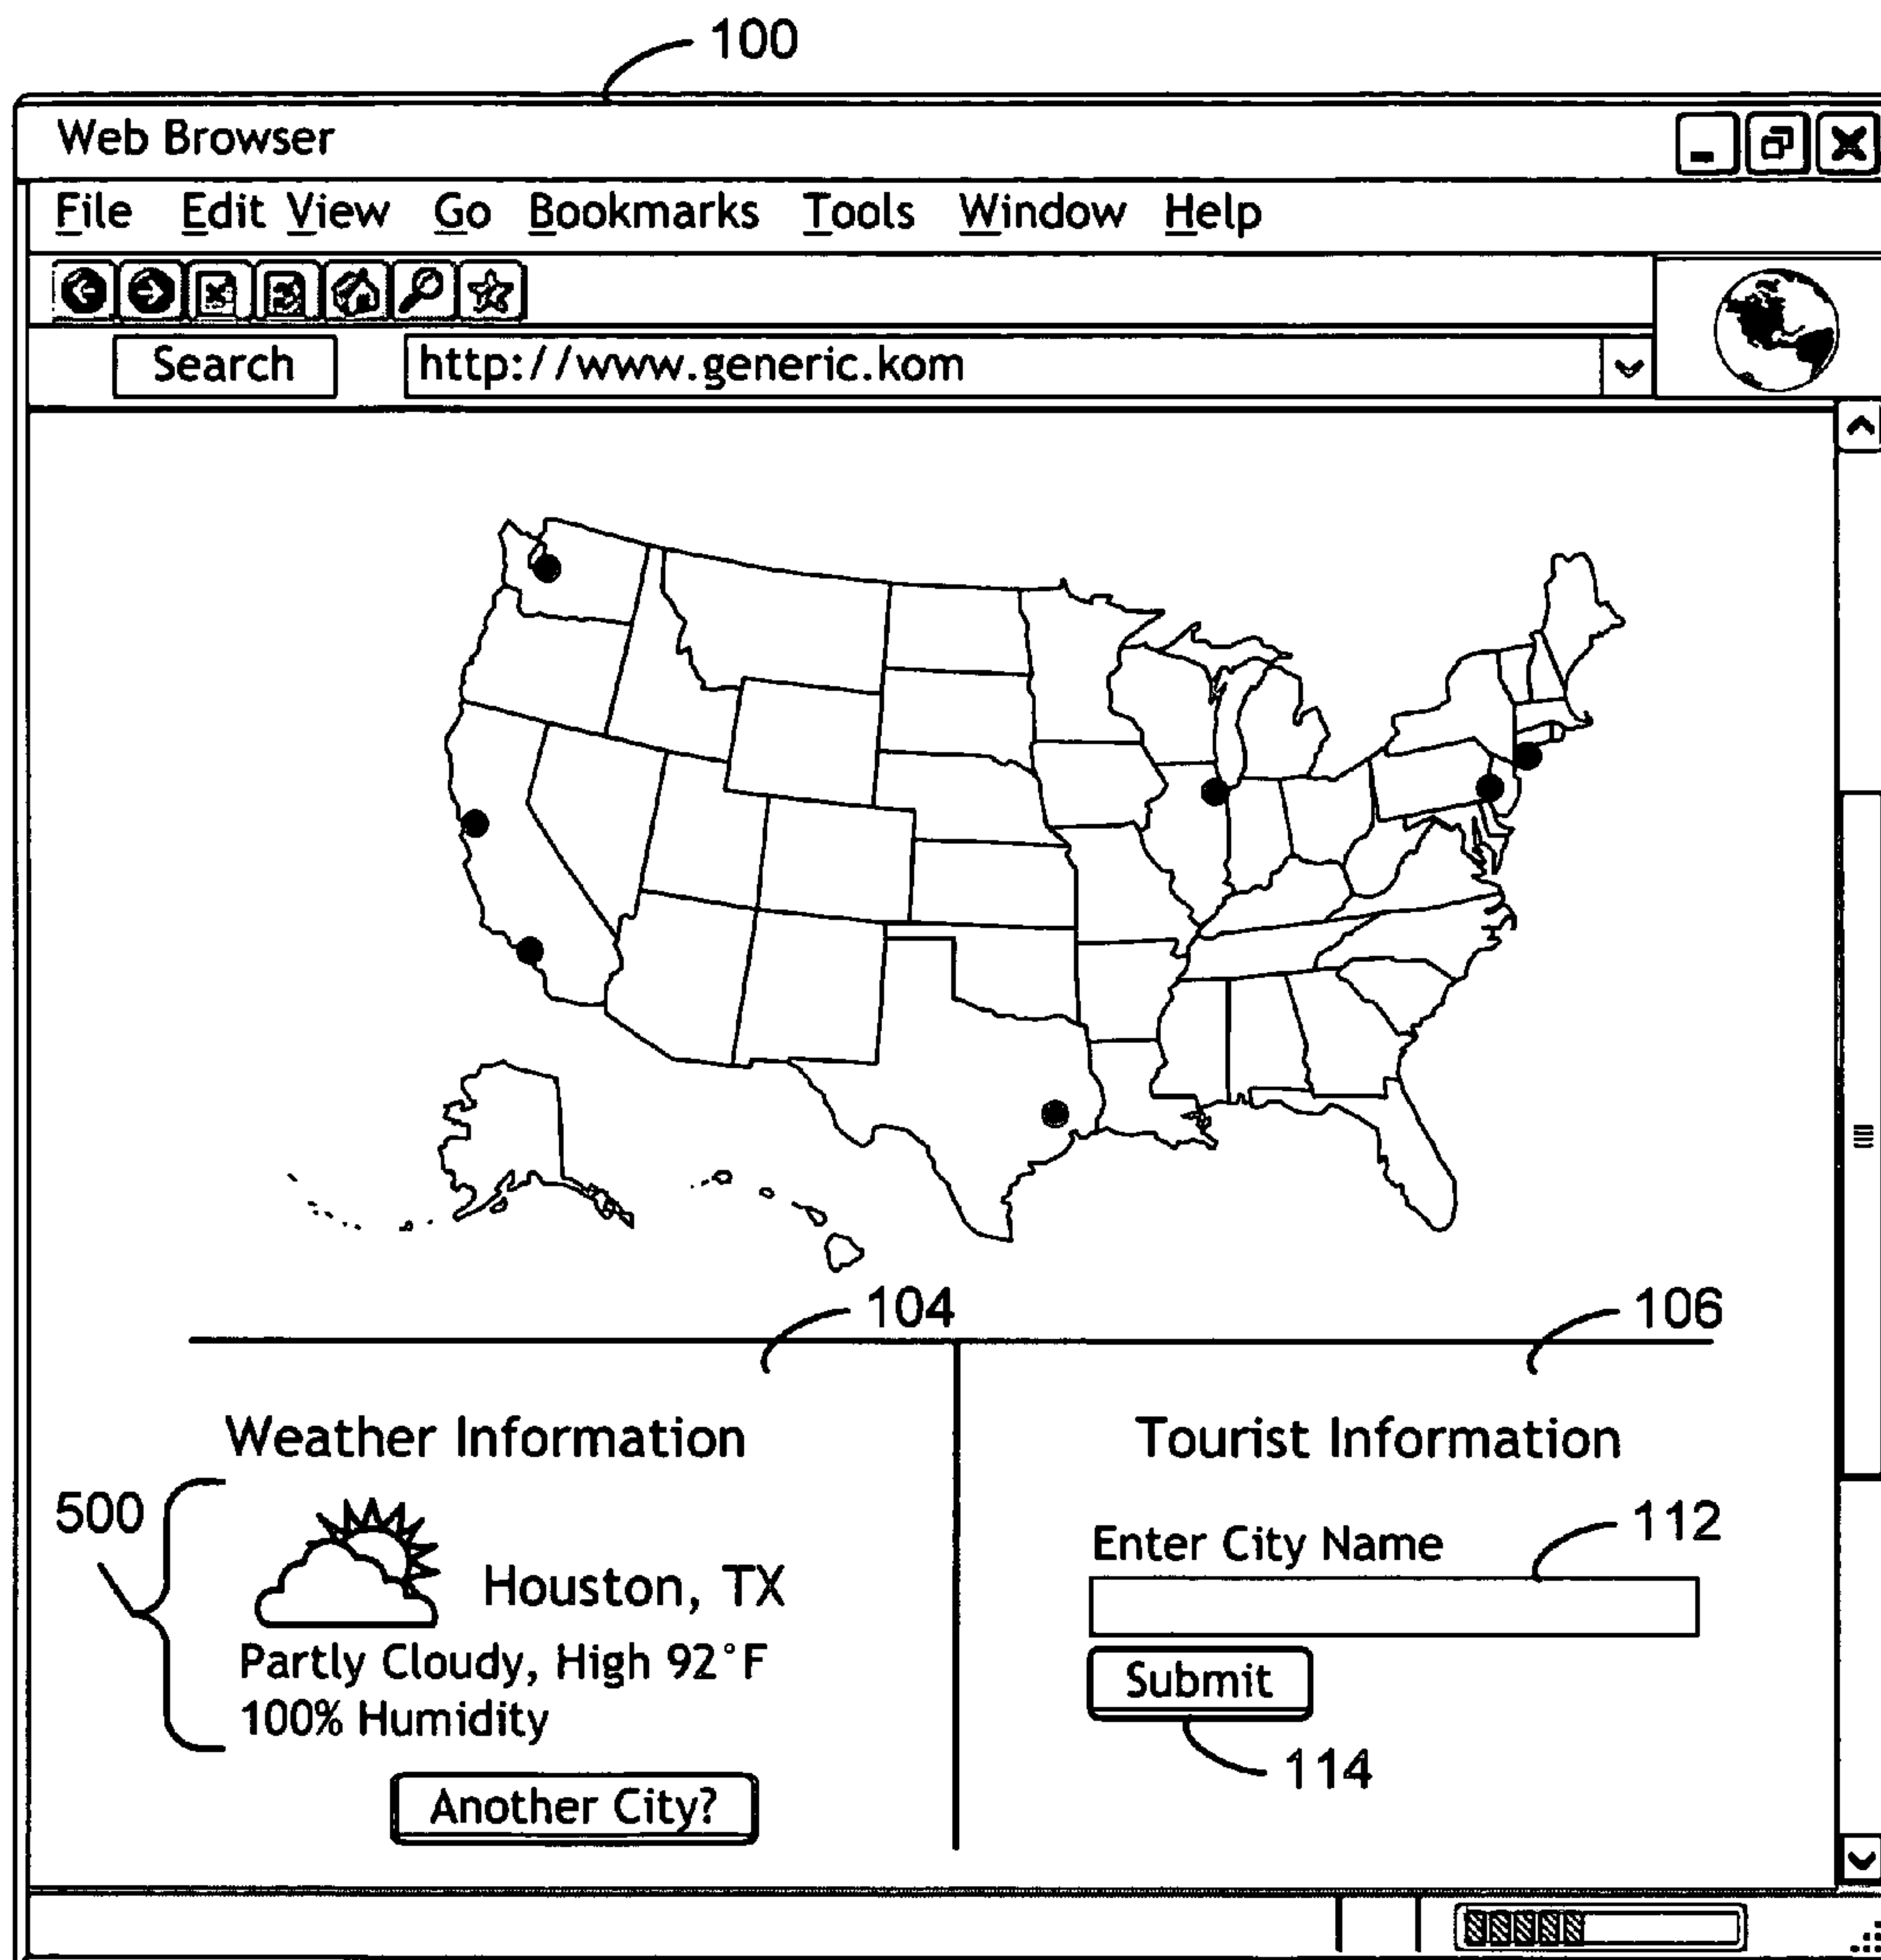 100
Web Browser
File Edit View Go Bookmarks Tools Window Help
Search http://www.generic.kom
104
106
Weather Information
Tourist Information
500
Houston, TX
Partly Cloudy, High 92°F
100% Humidity
Another City?
Enter City Name
112
Submit
114